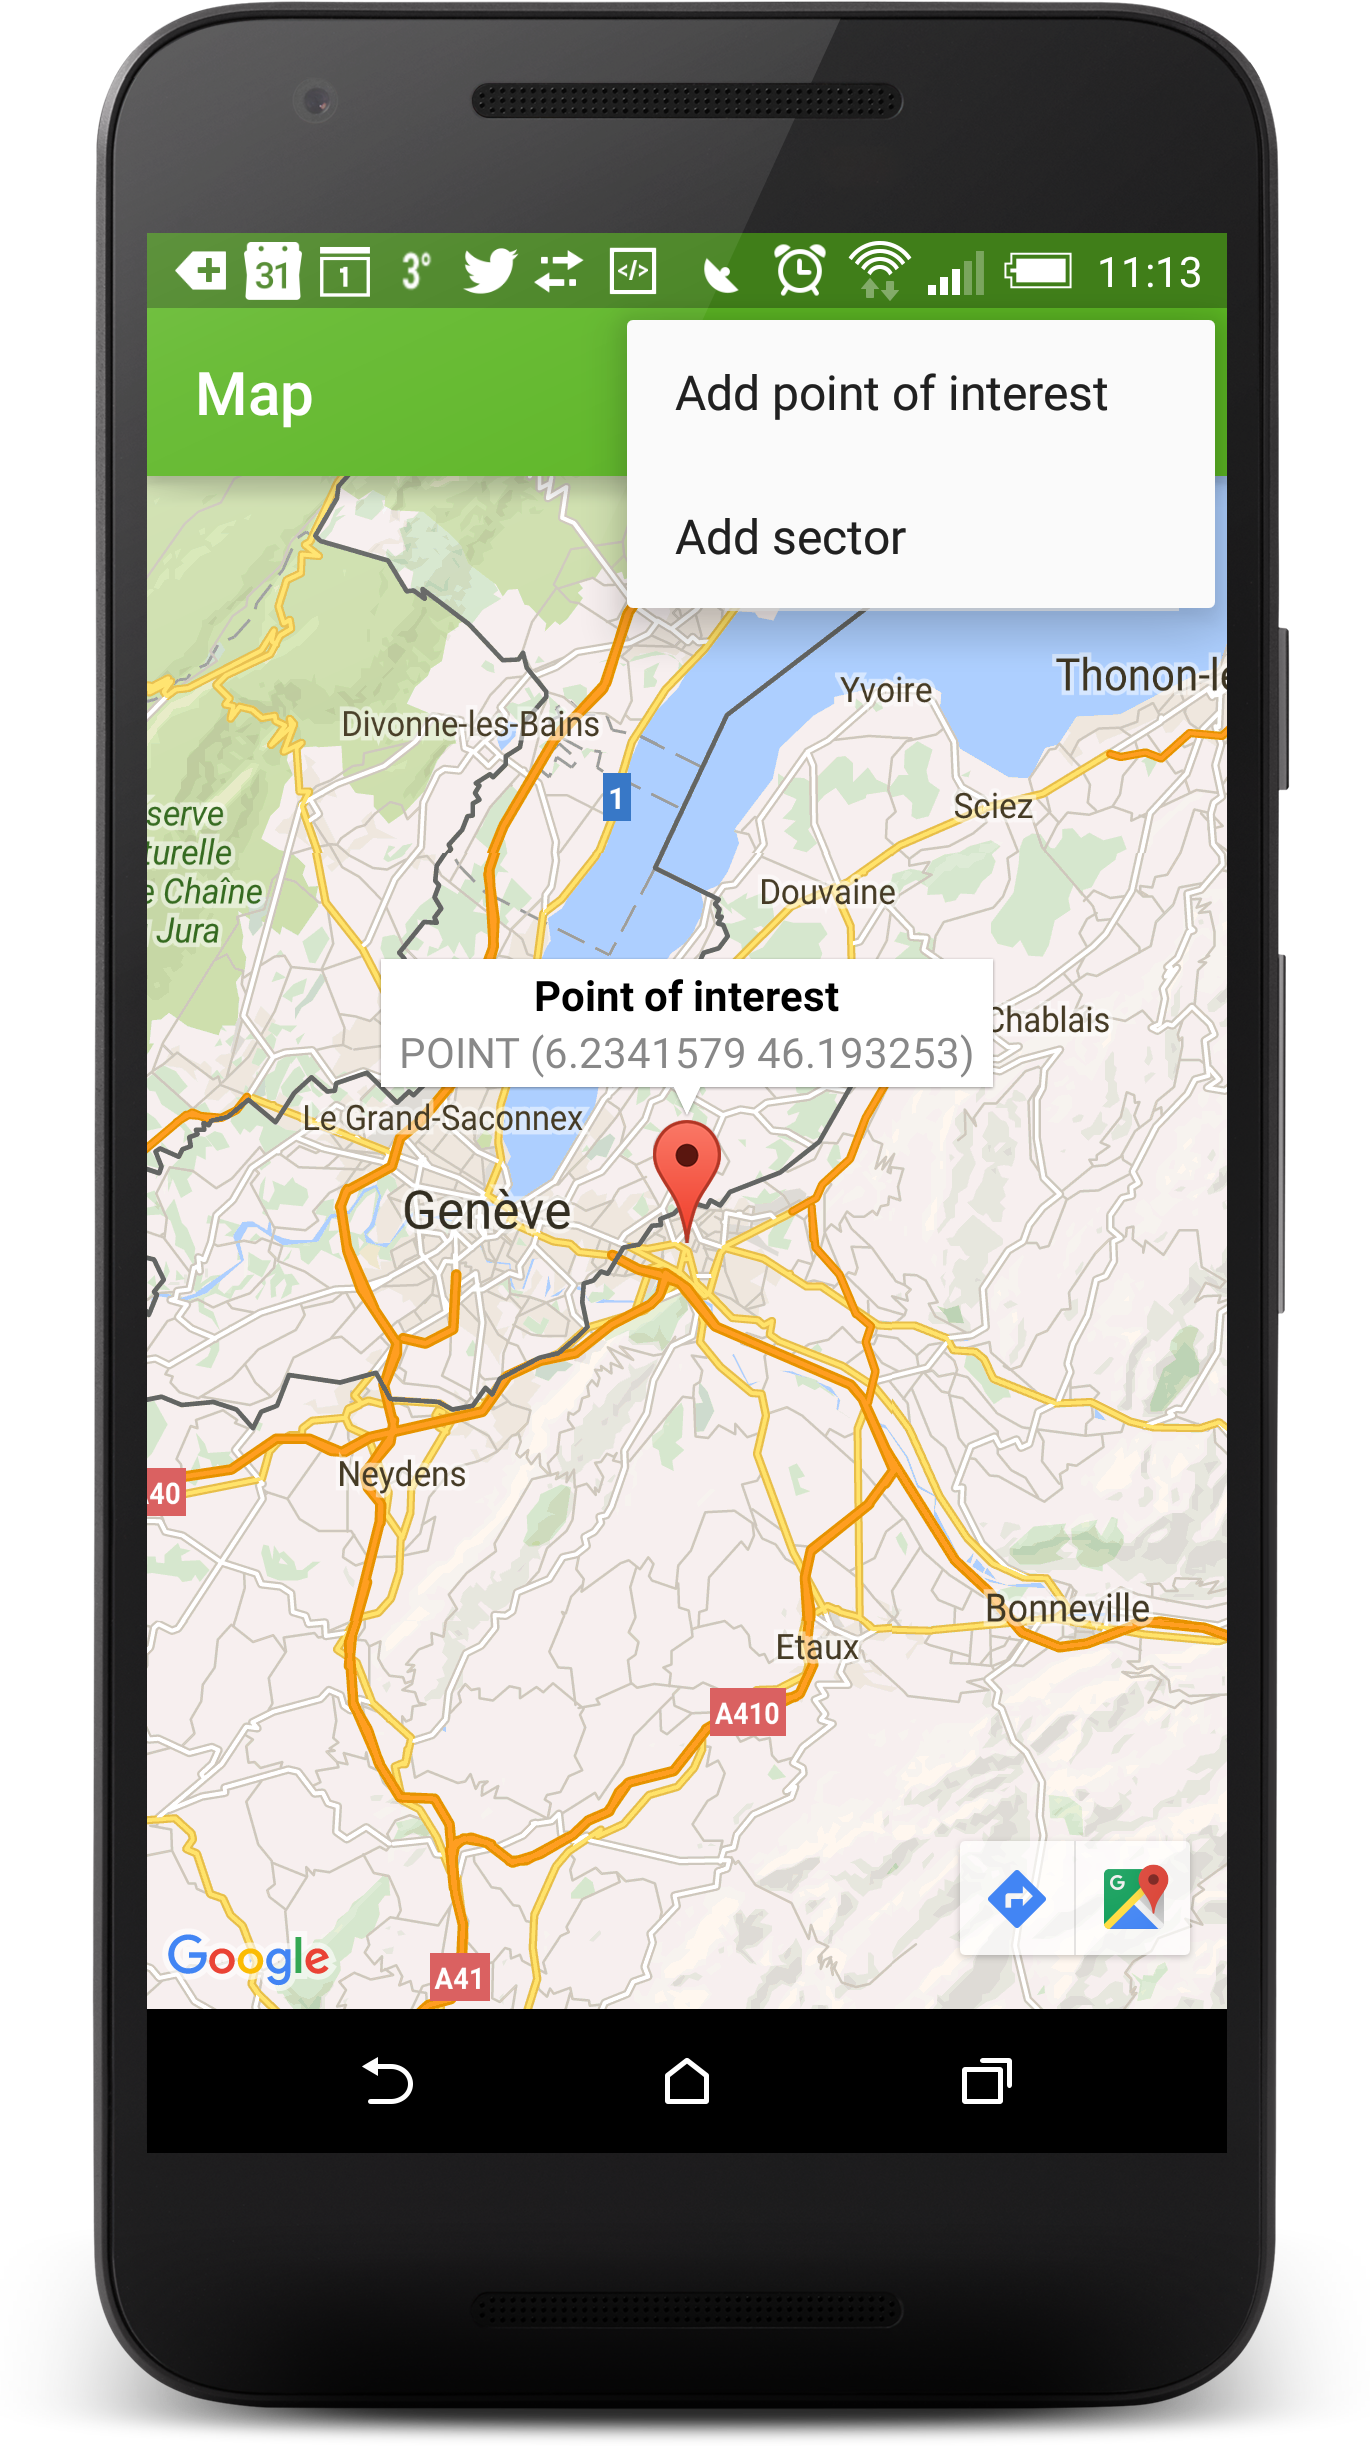 31
1
3°
</>
11:13
Map
Add point of interest
Add sector
Thonon-le
Yvoire
Divonne-les-Bains
1
Sciez
serve
turelle
e Chaîne
Jura
Douvaine
Point of interest
POINT (6.2341579 46.193253)
Chablais
Le Grand-Saconnex
Genève
Neydens
40
Bonneville
Etaux
A410
G
Google
A41